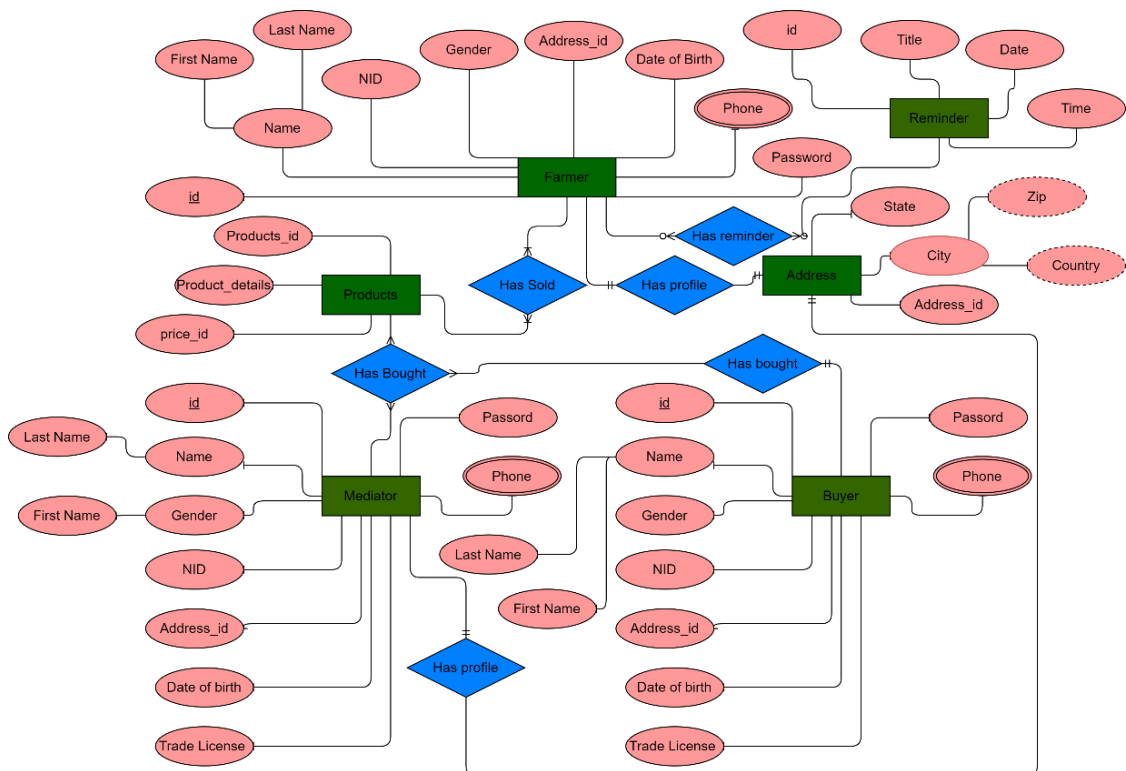 Last Name
Gender
Address_id
id
Title
Date
First Name
NID
Date of Birth
Name
Phone
Reminder
Time
Password
Farmer
id
State
Zip
Products_id
Has reminder
City
Country
Product_details
Products
Has Sold
Has profile
Address
Address_id
price_id
Has Bought
Has bought
id
Passord
id
Passord
Last Name
Name
Phone
Name
Phone
Mediator
Buyer
First Name
Gender
Gender
Last Name
NID
NID
First Name
Address_id
Address_id
Has profile
Date of birth
Date of birth
Trade License
Trade License